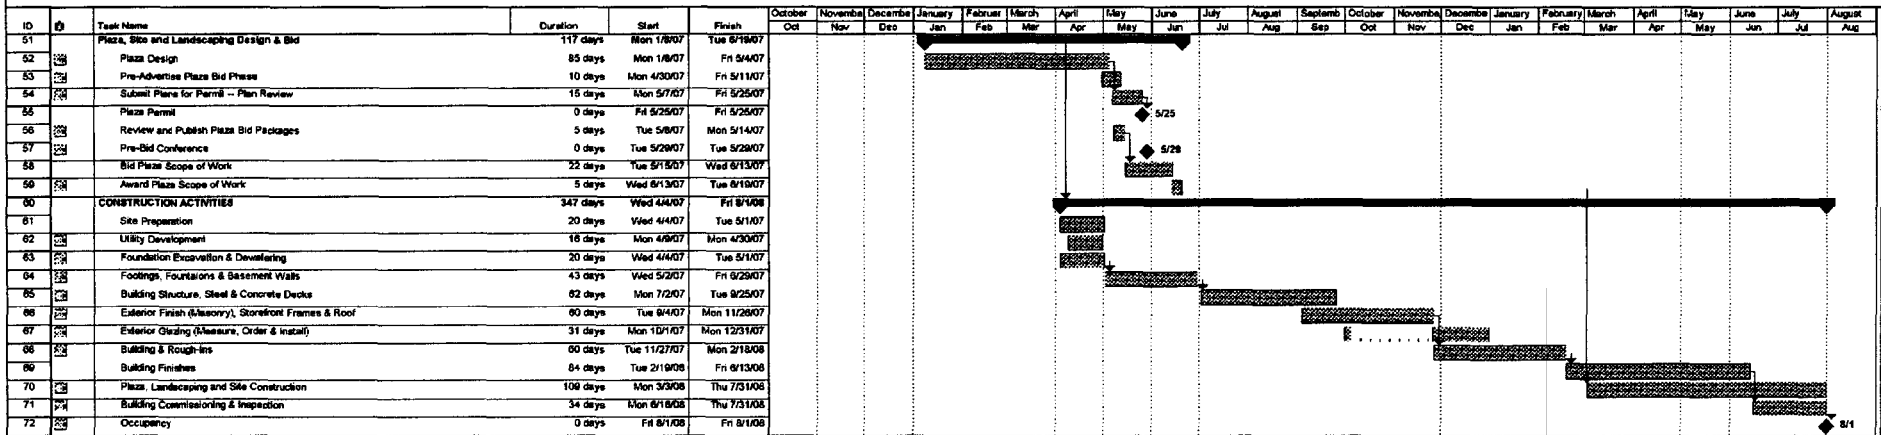 October Novembe Decembe January Februar March April May June July August Septemb October Novembe Decembe January February March April May June July August
ID Task Name Duration Start Finish Oct Nov Dec Jan Feb Mar Apr May Jun Jul Aug Sep Oct Nov Dec Jan Feb Mar Apr May Jun Jul Aug
51 Plaza, Site and Landscaping Design & Bid 117 days Mon 1/8/07 Tue 6/19/07
52 Plaza Design 85 days Mon 1/8/07 Fri 5/4/07
53 Pre-Advertise Plaza Bid Phase 10 days Mon 4/30/07 Fri 5/11/07
54 Submit Plans for Permit -- Plan Review 15 days Mon 5/7/07 Fri 5/25/07
55 Plaza Permit 0 days Fri 5/25/07 Fri 5/25/07 5/25
56 Review and Publish Plaza Bid Packages 5 days Tue 5/8/07 Mon 5/14/07
57 Pre-Bid Conference 0 days Tue 5/29/07 Tue 5/29/07 5/29
58 Bid Plaza Scope of Work 22 days Tue 5/15/07 Wed 6/13/07
59 Award Plaza Scope of Work 5 days Wed 6/13/07 Tue 6/19/07
60 CONSTRUCTION ACTIVITIES 347 days Wed 4/4/07 Fri 8/1/08
61 Site Preparation 20 days Wed 4/4/07 Tue 5/1/07
62 Utility Development 16 days Mon 4/9/07 Mon 4/30/07
63 Foundation Excavation & Dewatering 20 days Wed 4/4/07 Tue 5/1/07
64 Footings, Fountaions & Basement Walls 43 days Wed 5/2/07 Fri 6/29/07
65 Building Structure, Steel & Concrete Decks 62 days Mon 7/2/07 Tue 9/25/07
66 Exterior Finish (Masonry), Storefront Frames & Roof 60 days Tue 9/4/07 Mon 11/26/07
67 Exterior Glazing (Measure, Order & Install) 31 days Mon 10/1/07 Mon 12/31/07
68 Building & Rough-Ins 60 days Tue 11/27/07 Mon 2/18/08
69 Building Finishes 84 days Tue 2/19/08 Fri 6/13/08
70 Plaza, Landscaping and Site Construction 109 days Mon 3/3/08 Thu 7/31/08
71 Building Commissioning & Inspection 34 days Mon 6/16/08 Thu 7/31/08
72 Occupancy 0 days Fri 8/1/08 Fri 8/1/08 8/1